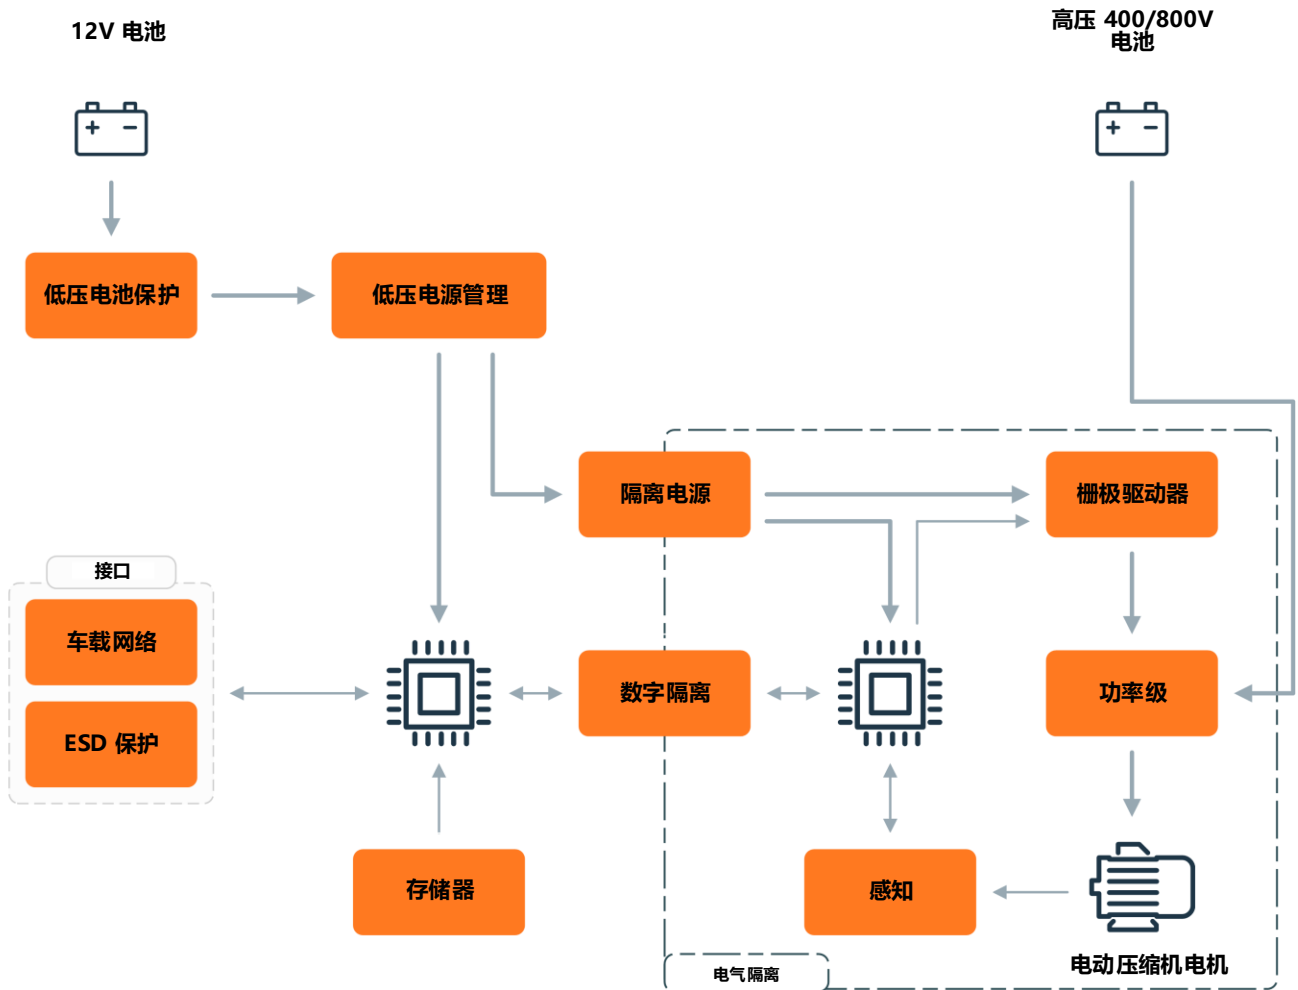 12V 电池
高压 400/800V
电池
低压电池保护
低压电源管理
隔离电源
栅极驱动器
接口
车载网络
ESD 保护
数字隔离
功率级
存储器
感知
电动压缩机电机
电气隔离